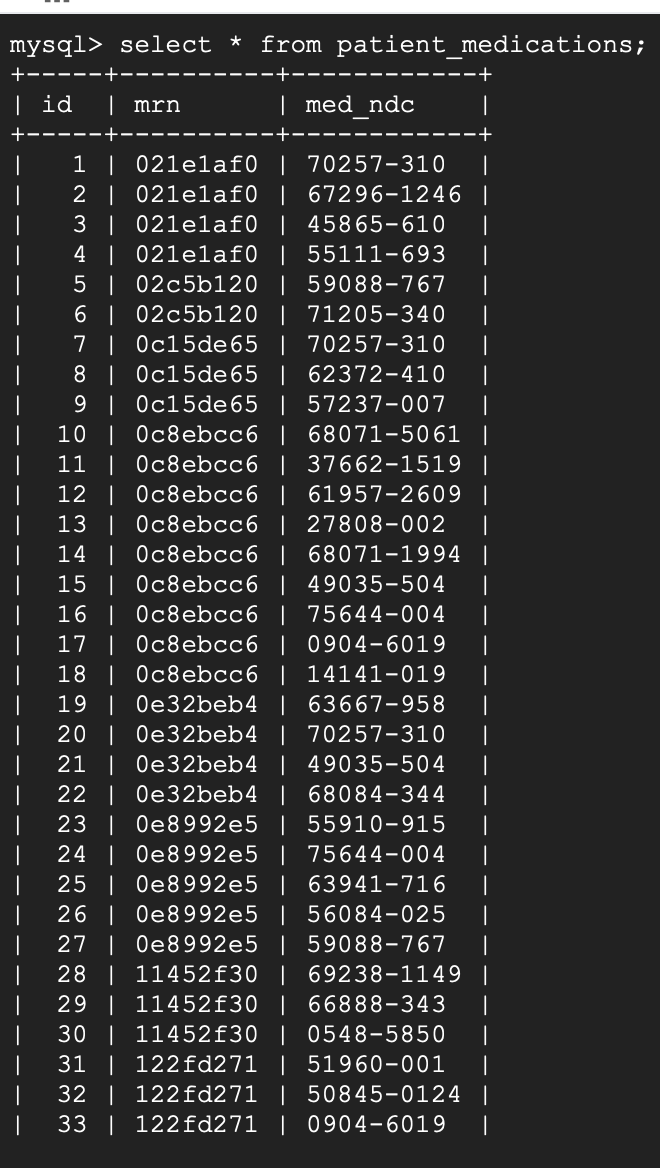 mysql> select * from patient_medications;
+-----+----------+------------+
| id  | mrn      | med_ndc    |
+-----+----------+------------+
|   1 | 021e1af0 | 70257-310  |
|   2 | 021e1af0 | 67296-1246 |
|   3 | 021e1af0 | 45865-610  |
|   4 | 021e1af0 | 55111-693  |
|   5 | 02c5b120 | 59088-767  |
|   6 | 02c5b120 | 71205-340  |
|   7 | 0c15de65 | 70257-310  |
|   8 | 0c15de65 | 62372-410  |
|   9 | 0c15de65 | 57237-007  |
|  10 | 0c8ebcc6 | 68071-5061 |
|  11 | 0c8ebcc6 | 37662-1519 |
|  12 | 0c8ebcc6 | 61957-2609 |
|  13 | 0c8ebcc6 | 27808-002  |
|  14 | 0c8ebcc6 | 68071-1994 |
|  15 | 0c8ebcc6 | 49035-504  |
|  16 | 0c8ebcc6 | 75644-004  |
|  17 | 0c8ebcc6 | 0904-6019  |
|  18 | 0c8ebcc6 | 14141-019  |
|  19 | 0e32beb4 | 63667-958  |
|  20 | 0e32beb4 | 70257-310  |
|  21 | 0e32beb4 | 49035-504  |
|  22 | 0e32beb4 | 68084-344  |
|  23 | 0e8992e5 | 55910-915  |
|  24 | 0e8992e5 | 75644-004  |
|  25 | 0e8992e5 | 63941-716  |
|  26 | 0e8992e5 | 56084-025  |
|  27 | 0e8992e5 | 59088-767  |
|  28 | 11452f30 | 69238-1149 |
|  29 | 11452f30 | 66888-343  |
|  30 | 11452f30 | 0548-5850  |
|  31 | 122fd271 | 51960-001  |
|  32 | 122fd271 | 50845-0124 |
|  33 | 122fd271 | 0904-6019  |